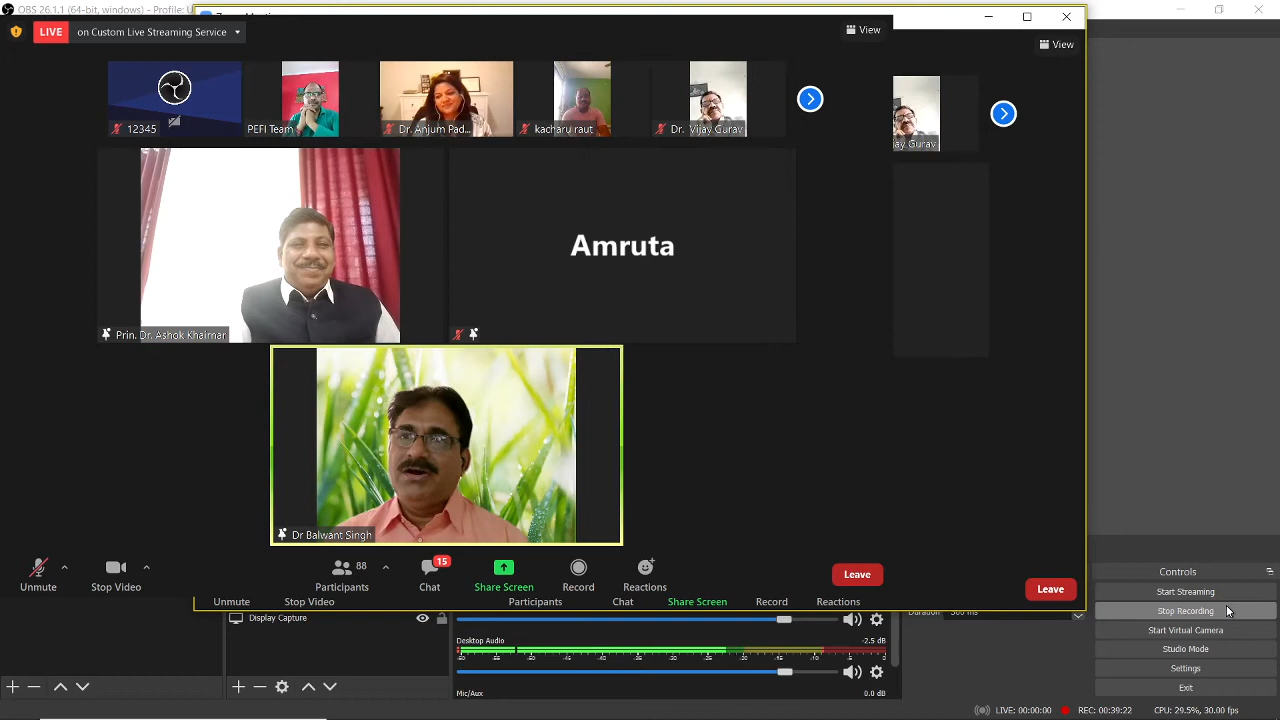 OBS 26.1.1 (64-bit, windows) - Profile: U
LIVE on Custom Live Streaming Service
View
View
12345
PEFI Team
Dr. Anjum Pad...
kacharu raut
Dr. Vijay Gurav
jay Gurav
Prin. Dr. Ashok Khairnar
Amruta
Dr Balwant Singh
Unmute
Stop Video
88
Participants
15
Chat
Share Screen
Record
Reactions
Leave
Leave
Unmute
Stop Video
Participants
Chat
Share Screen
Record
Reactions
Controls
Start Streaming
Stop Recording
Start Virtual Camera
Studio Mode
Settings
Exit
Display Capture
Desktop Audio
-2.5 dB
Mic/Aux
0.0 dB
LIVE: 00:00:00
REC: 00:39:22
CPU: 29.5%, 30.00 fps